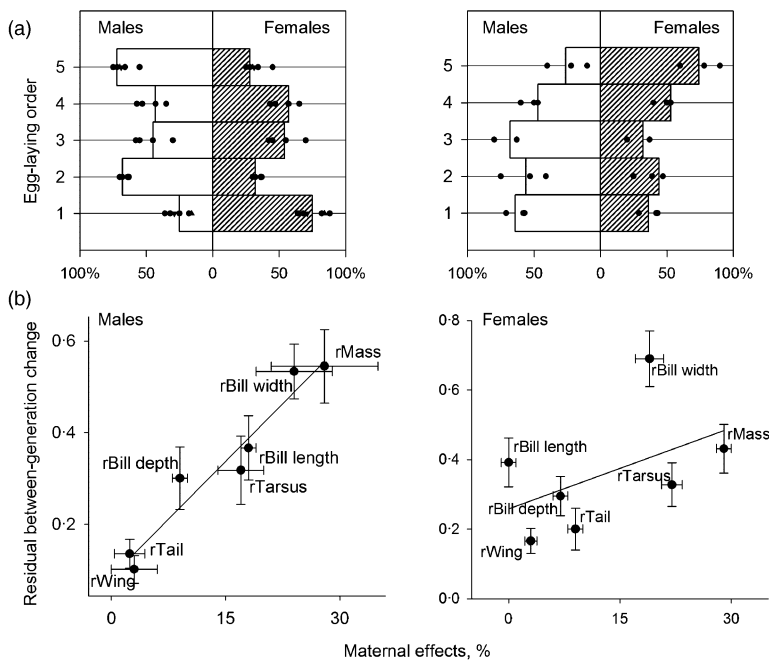 (a)
Males Females
Egg-laying order
5
4
3
2
1
100% 50 0 50 100%
Males Females
5
4
3
2
1
100% 50 0 50 100%
(b)
Males
Residual between-generation change
0·6
0·4
0·2
rMass
rBill width
rBill depth
rBill length
rTarsus
rTail
rWing
0 15 30
Females
0·8
0·6
0·4
0·2
0·0
rBill width
rMass
rBill length
rTarsus
rBill depth
rTail
rWing
0 15 30
Maternal effects, %